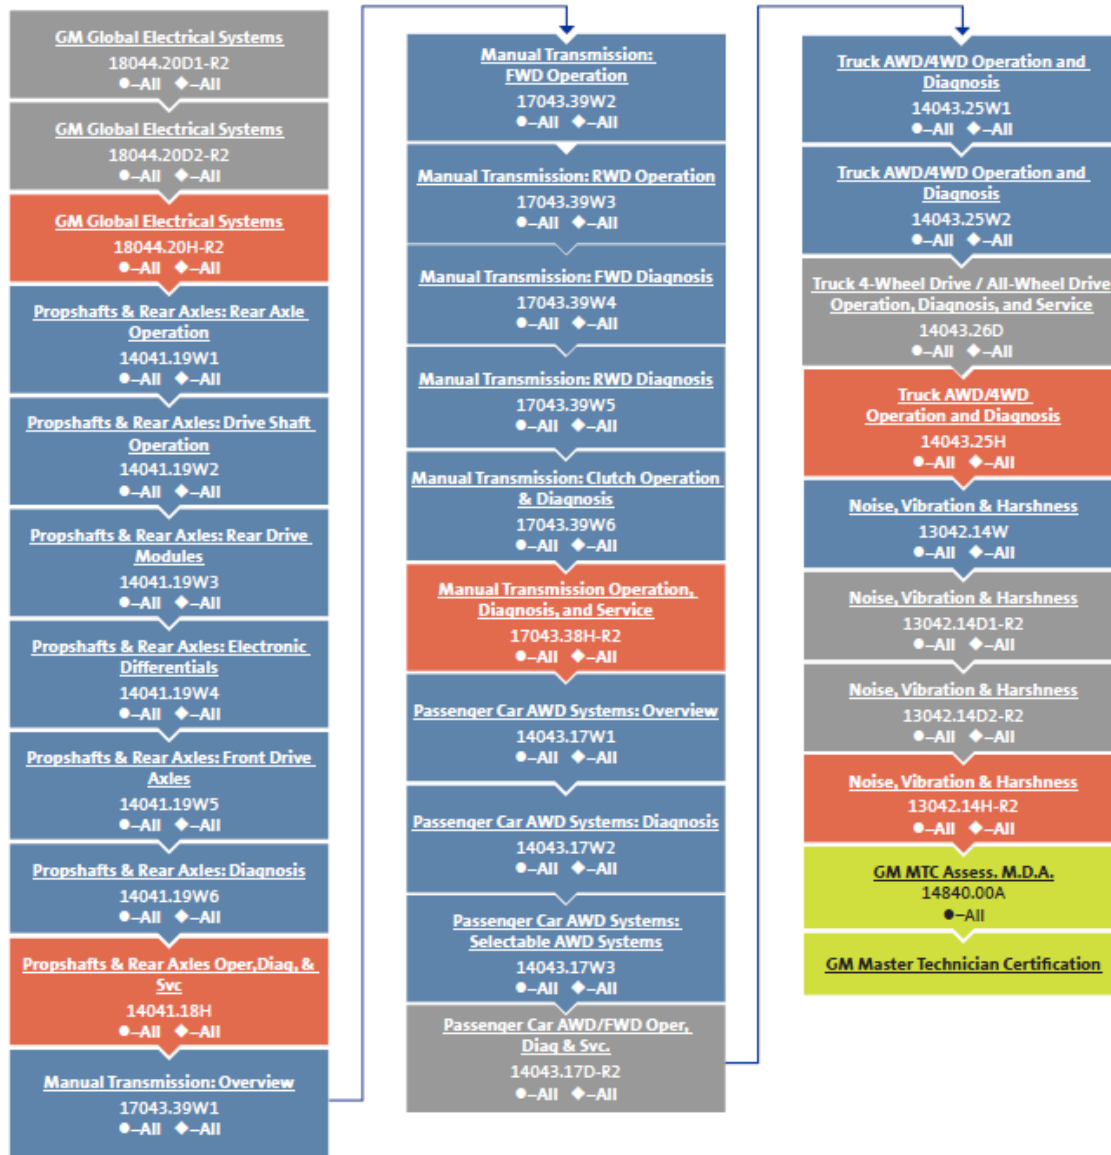 GM Global Electrical Systems
18044.20D1-R2
●–All ◆–All
GM Global Electrical Systems
18044.20D2-R2
●–All ◆–All
GM Global Electrical Systems
18044.20H-R2
●–All ◆–All
Propshafts & Rear Axles: Rear Axle
Operation
14041.19W1
●–All ◆–All
Propshafts & Rear Axles: Drive Shaft
Operation
14041.19W2
●–All ◆–All
Propshafts & Rear Axles: Rear Drive
Modules
14041.19W3
●–All ◆–All
Propshafts & Rear Axles: Electronic
Differentials
14041.19W4
●–All ◆–All
Propshafts & Rear Axles: Front Drive
Axles
14041.19W5
●–All ◆–All
Propshafts & Rear Axles: Diagnosis
14041.19W6
●–All ◆–All
Propshafts & Rear Axles Oper,Diag, &
Svc
14041.18H
●–All ◆–All
Manual Transmission: Overview
17043.39W1
●–All ◆–All
Manual Transmission:
FWD Operation
17043.39W2
●–All ◆–All
Manual Transmission: RWD Operation
17043.39W3
●–All ◆–All
Manual Transmission: FWD Diagnosis
17043.39W4
●–All ◆–All
Manual Transmission: RWD Diagnosis
17043.39W5
●–All ◆–All
Manual Transmission: Clutch Operation
& Diagnosis
17043.39W6
●–All ◆–All
Manual Transmission Operation,
Diagnosis, and Service
17043.38H-R2
●–All ◆–All
Passenger Car AWD Systems: Overview
14043.17W1
●–All ◆–All
Passenger Car AWD Systems: Diagnosis
14043.17W2
●–All ◆–All
Passenger Car AWD Systems:
Selectable AWD Systems
14043.17W3
●–All ◆–All
Passenger Car AWD/FWD Oper,
Diag & Svc.
14043.17D-R2
●–All ◆–All
Truck AWD/4WD Operation and
Diagnosis
14043.25W1
●–All ◆–All
Truck AWD/4WD Operation and
Diagnosis
14043.25W2
●–All ◆–All
Truck 4-Wheel Drive / All-Wheel Drive
Operation, Diagnosis, and Service
14043.26D
●–All ◆–All
Truck AWD/4WD
Operation and Diagnosis
14043.25H
●–All ◆–All
Noise, Vibration & Harshness
13042.14W
●–All ◆–All
Noise, Vibration & Harshness
13042.14D1-R2
●–All ◆–All
Noise, Vibration & Harshness
13042.14D2-R2
●–All ◆–All
Noise, Vibration & Harshness
13042.14H-R2
●–All ◆–All
GM MTC Assess. M.D.A.
14840.00A
●–All
GM Master Technician Certification